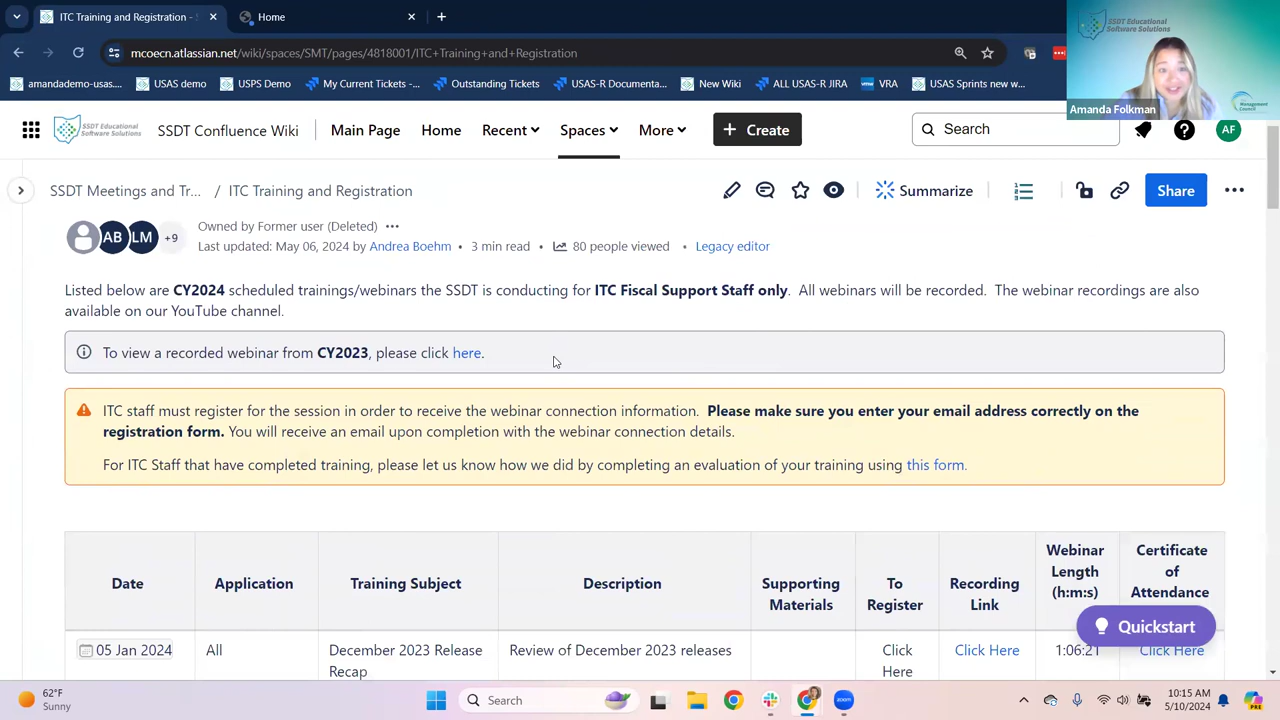 ITC Training and Registration -
Home
mcoecn.atlassian.net/wiki/spaces/SMT/pages/4818001/ITC+Training+and+Registration
amandademo-usas....
USAS demo
USPS Demo
My Current Tickets -...
Outstanding Tickets
USAS-R Documenta...
New Wiki
ALL USAS-R JIRA
VRA
USAS Sprints new w...
SSDT Educational
Software Solutions
Amanda Folkman
Management
Council
SSDT Educational
Software Solutions
SSDT Confluence Wiki
Main Page
Home
Recent
Spaces
More
Create
Search
AF
SSDT Meetings and Tr... / ITC Training and Registration
Summarize
Share
AB LM +9
Owned by Former user (Deleted)
Last updated: May 06, 2024 by Andrea Boehm • 3 min read • 80 people viewed • Legacy editor
Listed below are CY2024 scheduled trainings/webinars the SSDT is conducting for ITC Fiscal Support Staff only. All webinars will be recorded. The webinar recordings are also
available on our YouTube channel.
To view a recorded webinar from CY2023, please click here.
ITC staff must register for the session in order to receive the webinar connection information. Please make sure you enter your email address correctly on the
registration form. You will receive an email upon completion with the webinar connection details.
For ITC Staff that have completed training, please let us know how we did by completing an evaluation of your training using this form.
Date
Application
Training Subject
Description
Supporting
Materials
To
Register
Recording
Link
Webinar
Length
(h:m:s)
Certificate
of
Attendance
05 Jan 2024
All
December 2023 Release
Recap
Review of December 2023 releases
Click
Here
Click Here
1:06:21
Click Here
Quickstart
62°F
Sunny
Search
zoom
10:15 AM
5/10/2024
PRE